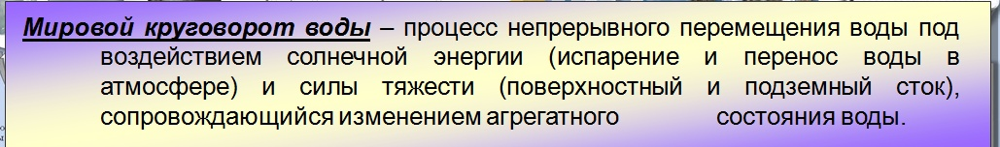 Мировой круговорот воды – процесс непрерывного перемещения воды под
воздействием солнечной энергии (испарение и перенос воды в
атмосфере) и силы тяжести (поверхностный и подземный сток),
сопровождающийся изменением агрегатного состояния воды.